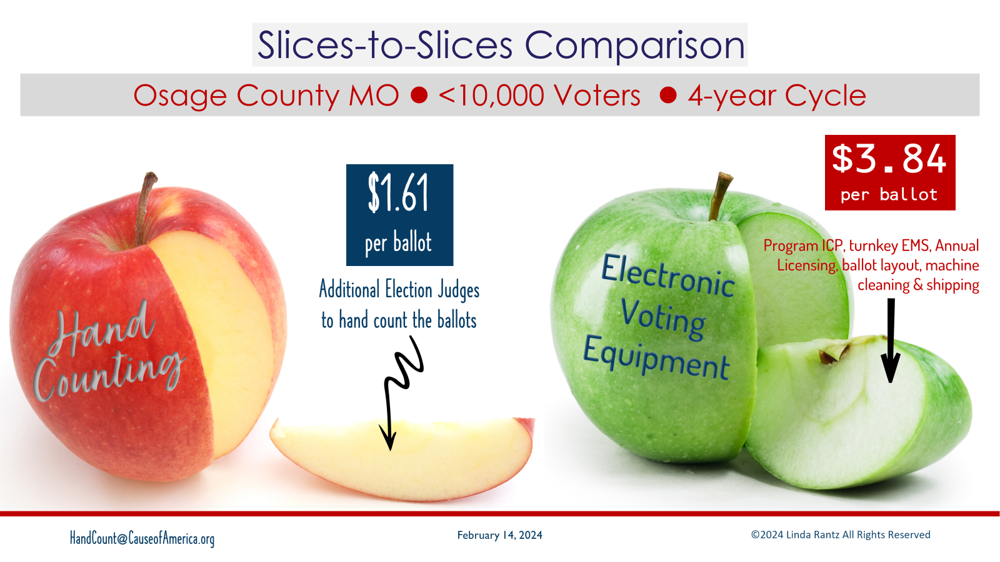 Slices-to-Slices Comparison
Osage County MO ● <10,000 Voters ● 4-year Cycle
$1.61
per ballot
Additional Election Judges
to hand count the ballots
Hand
Counting
$3.84
per ballot
Program ICP, turnkey EMS, Annual
Licensing, ballot layout, machine
cleaning & shipping
Electronic
Voting
Equipment
HandCount@CauseofAmerica.org
February 14, 2024
©2024 Linda Rantz All Rights Reserved